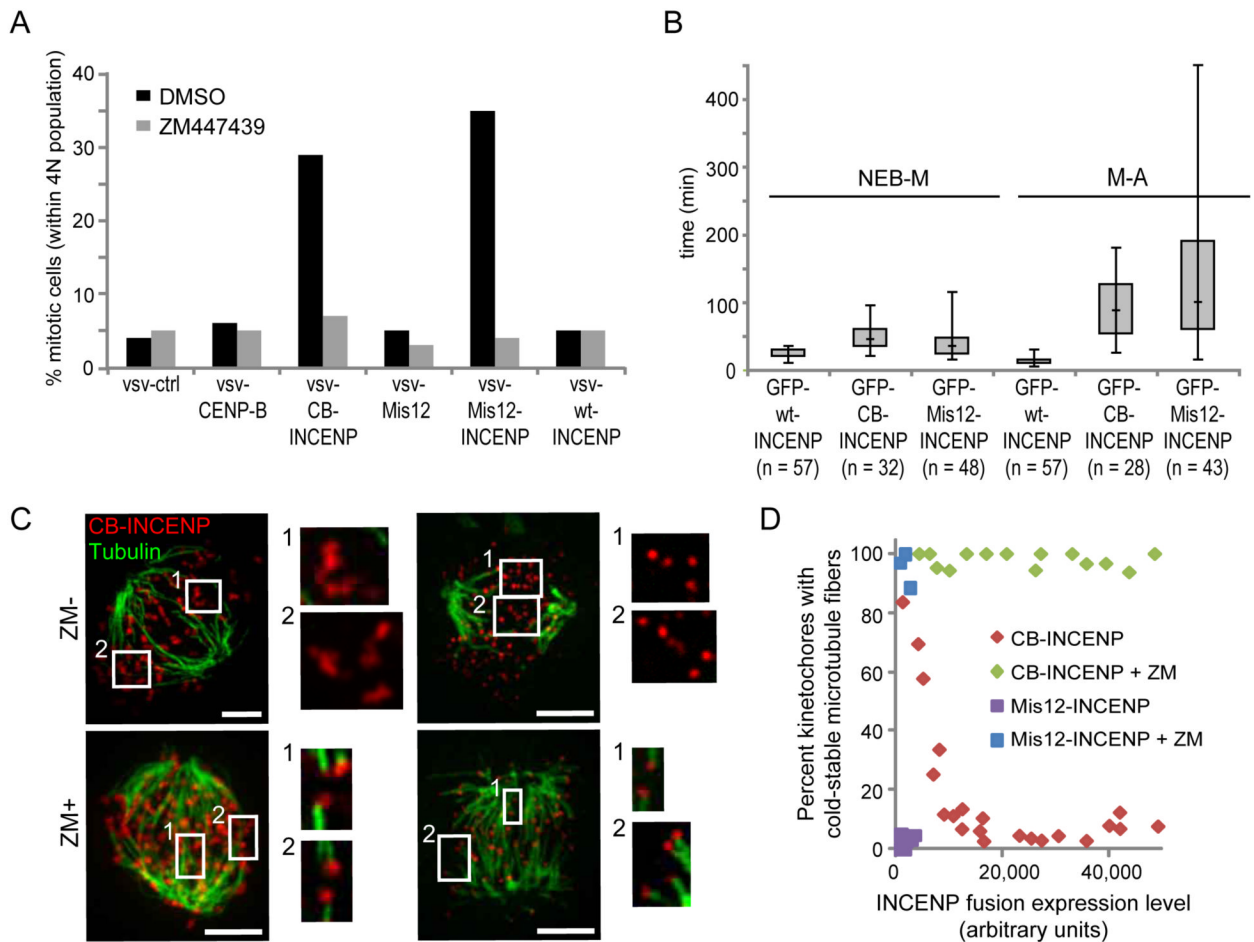 A
% mitotic cells (within 4N population)
40
30
20
10
0
DMSO
ZM447439
vsv-ctrl
vsv-
CENP-B
vsv-
CB-
INCENP
vsv-
Mis12
vsv-
Mis12-
INCENP
vsv-
wt-
INCENP
B
time (min)
400
300
200
100
0
NEB-M
M-A
GFP-
wt-
INCENP
(n = 57)
GFP-
CB-
INCENP
(n = 32)
GFP-
Mis12-
INCENP
(n = 48)
GFP-
wt-
INCENP
(n = 57)
GFP-
CB-
INCENP
(n = 28)
GFP-
Mis12-
INCENP
(n = 43)
C
CB-INCENP
Tubulin
ZM-
1
2
1
2
1
2
1
2
ZM+
1
2
1
2
1
2
1
2
D
Percent kinetochores with
cold-stable microtubule fibers
100
80
60
40
20
0
CB-INCENP
CB-INCENP + ZM
Mis12-INCENP
Mis12-INCENP + ZM
0
20,000
40,000
INCENP fusion expression level
(arbitrary units)